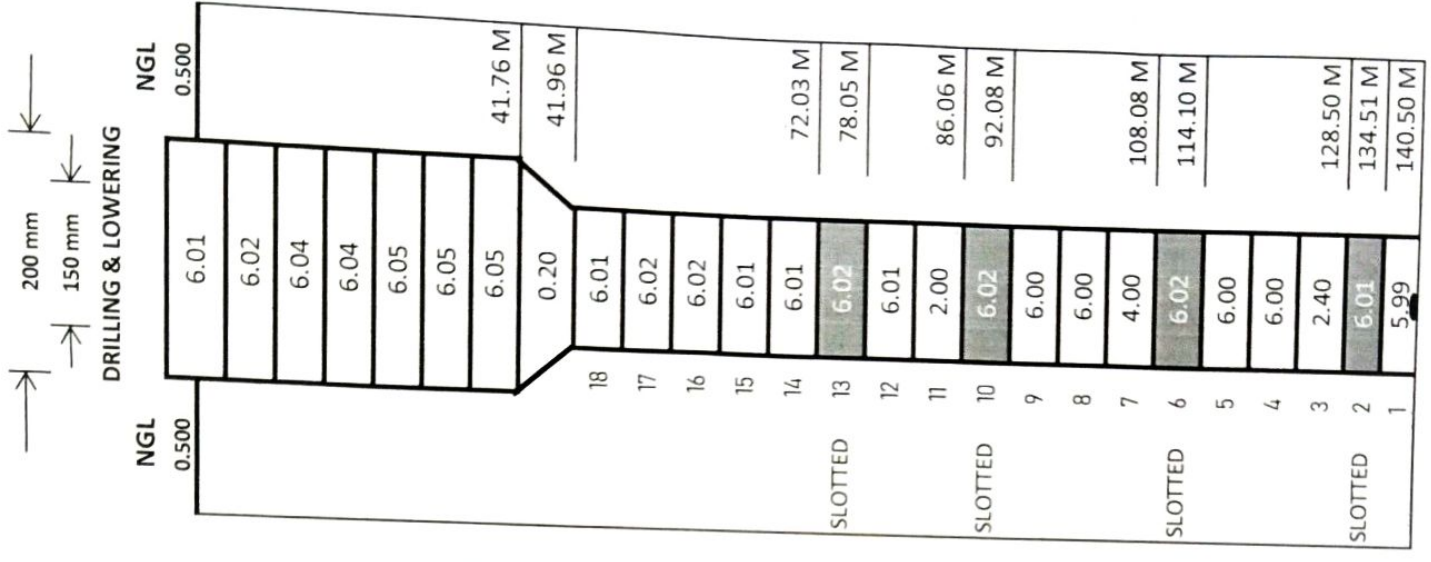 200 mm
150 mm
DRILLING & LOWERING
NGL
0.500
NGL
0.500
6.01
6.02
6.04
6.04
6.05
6.05
6.05
41.76 M
0.20
41.96 M
18 6.01
17 6.02
16 6.02
15 6.01
14 6.01
72.03 M
SLOTTED 13 6.02
78.05 M
12 6.01
11 2.00
86.06 M
SLOTTED 10 6.02
92.08 M
9 6.00
8 6.00
7 4.00
108.08 M
SLOTTED 6 6.02
114.10 M
5 6.00
4 6.00
3 2.40
128.50 M
SLOTTED 2 6.01
134.51 M
1 5.99
140.50 M